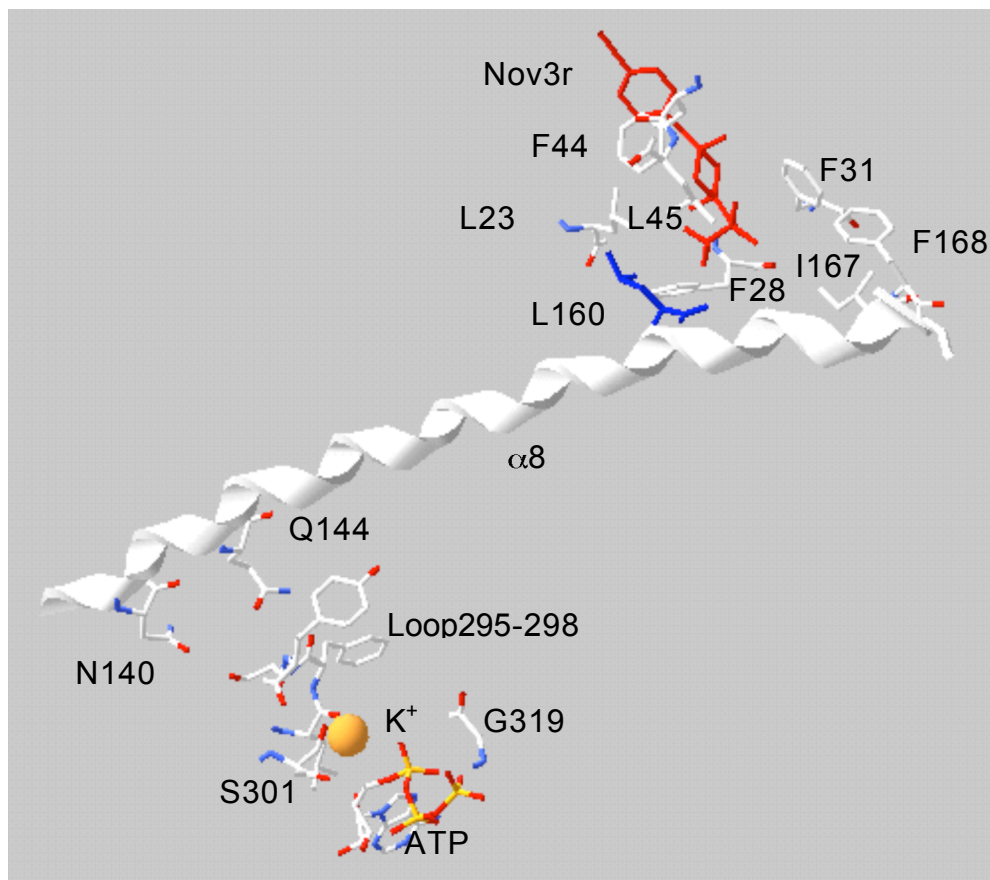 Nov3r
F44
F31
L23
L45
F168
I167
F28
L160
α8
Q144
Loop295-298
N140
K⁺
G319
S301
ATP